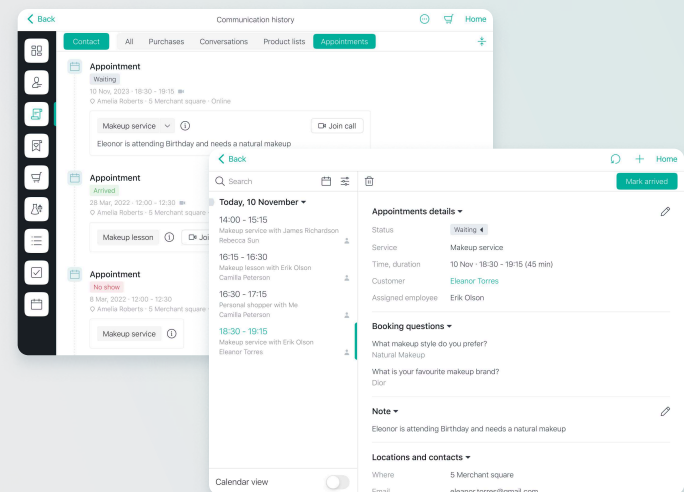 Back
Communication history
Home
Contact
All
Purchases
Conversations
Product lists
Appointments
Appointment
Waiting
10 Nov, 2023 · 18:30 - 19:15
Amelia Roberts · 5 Merchant square · Online
Makeup service
Join call
Eleonor is attending Birthday and needs a natural makeup
Appointment
Arrived
28 Mar, 2022 · 12:00 - 12:30
Amelia Roberts · 5 Merchant square
Makeup lesson
Joi
Appointment
No show
8 Mar, 2022 · 12:00 - 12:30
Amelia Roberts · 5 Merchant square
Makeup service
Back
Home
Search
Mark arrived
Today, 10 November
14:00 - 15:15
Makeup service with James Richardson
Rebecca Sun
16:15 - 16:30
Makeup lesson with Erik Olson
Camilla Peterson
16:30 - 17:15
Personal shopper with Me
Camilla Peterson
18:30 - 19:15
Makeup service with Erik Olson
Eleanor Torres
Calendar view
Appointments details
Status Waiting
Service Makeup service
Time, duration 10 Nov · 18:30 - 19:15 (45 min)
Customer Eleanor Torres
Assigned employee Erik Olson
Booking questions
What makeup style do you prefer?
Natural Makeup
What is your favourite makeup brand?
Dior
Note
Eleonor is attending Birthday and needs a natural makeup
Locations and contacts
Where 5 Merchant square
Email eleanor.torres@gmail.com